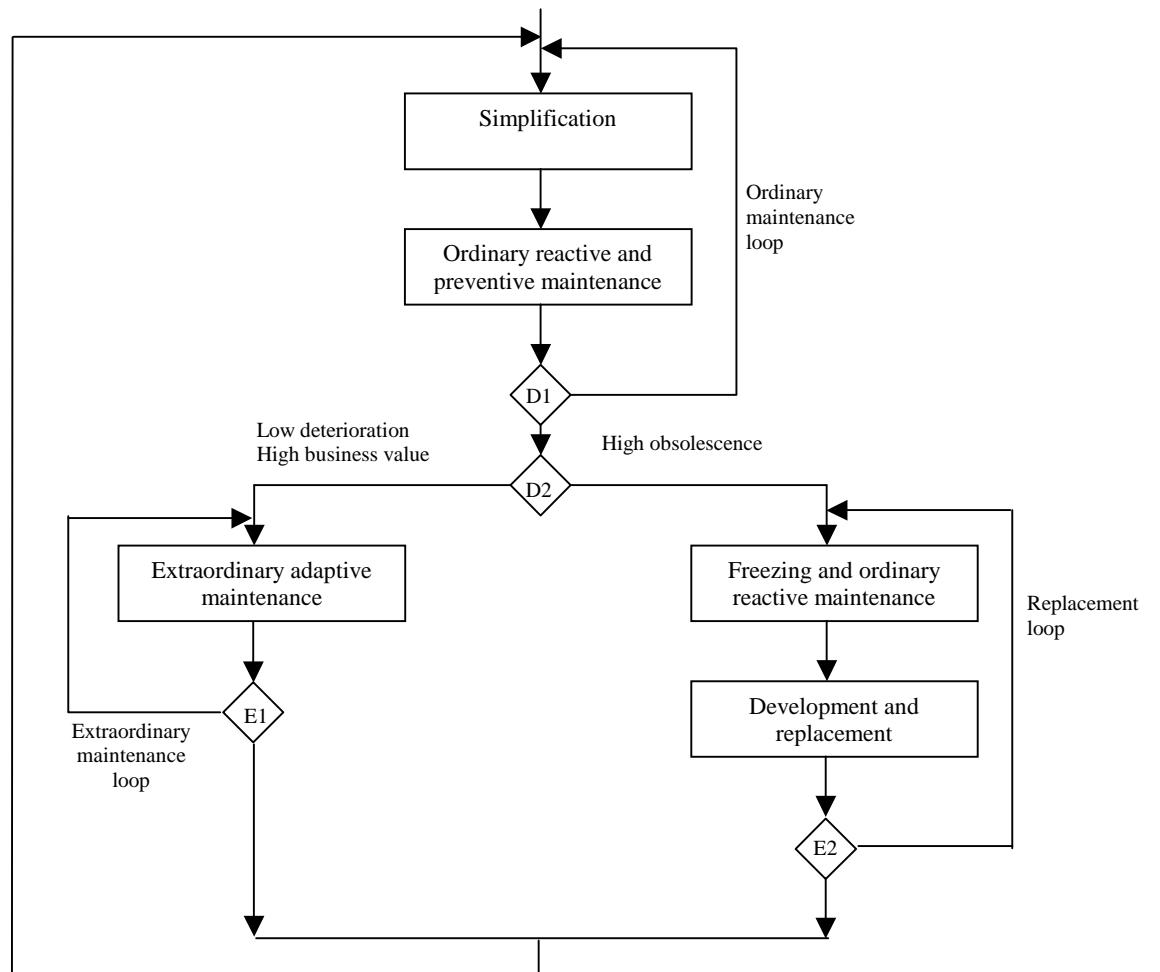 Simplification
Ordinary
maintenance
loop
Ordinary reactive and
preventive maintenance
D1
Low deterioration
High business value
High obsolescence
D2
Extraordinary adaptive
maintenance
Freezing and ordinary
reactive maintenance
Replacement
loop
E1
Development and
replacement
Extraordinary
maintenance
loop
E2